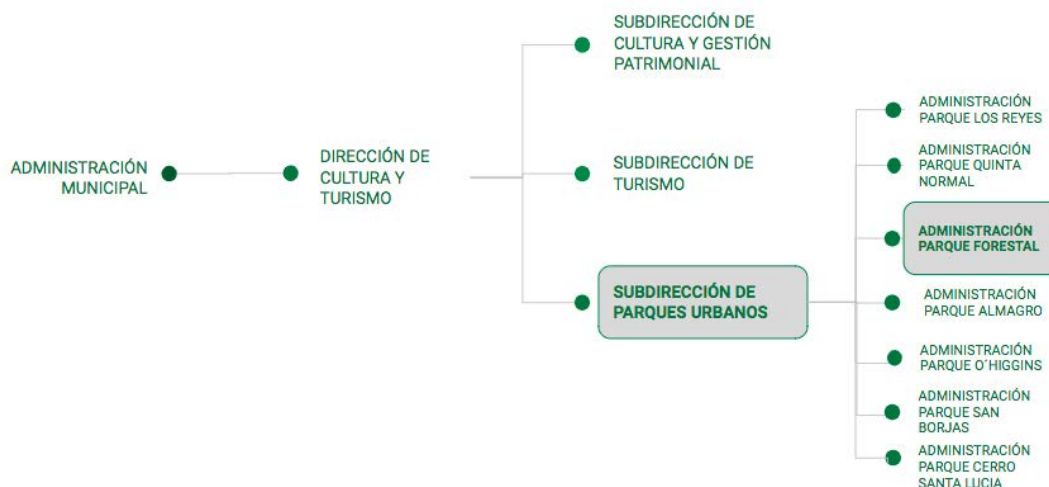 ADMINISTRACIÓN
MUNICIPAL
DIRECCIÓN DE
CULTURA Y
TURISMO
SUBDIRECCIÓN DE
CULTURA Y GESTIÓN
PATRIMONIAL
SUBDIRECCIÓN DE
TURISMO
SUBDIRECCIÓN DE
PARQUES URBANOS
ADMINISTRACIÓN
PARQUE LOS REYES
ADMINISTRACIÓN
PARQUE QUINTA
NORMAL
ADMINISTRACIÓN
PARQUE FORESTAL
ADMINISTRACIÓN
PARQUE ALMAGRO
ADMINISTRACIÓN
PARQUE O´HIGGINS
ADMINISTRACIÓN
PARQUE SAN
BORJAS
ADMINISTRACIÓN
PARQUE CERRO
SANTA LUCIA